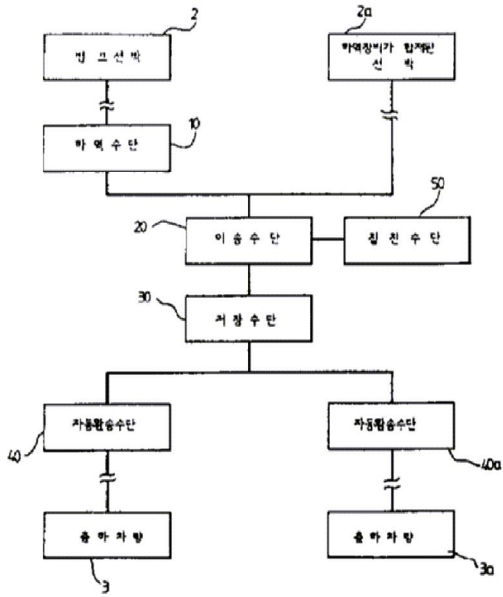 2
2a
벌크선박
하역장비가 탑재된
선박
하역수단
10
50
20
이송수단
집진수단
30
저장수단
자동활송수단
자동활송수단
40
40a
출하차량
출하차량
3
3a